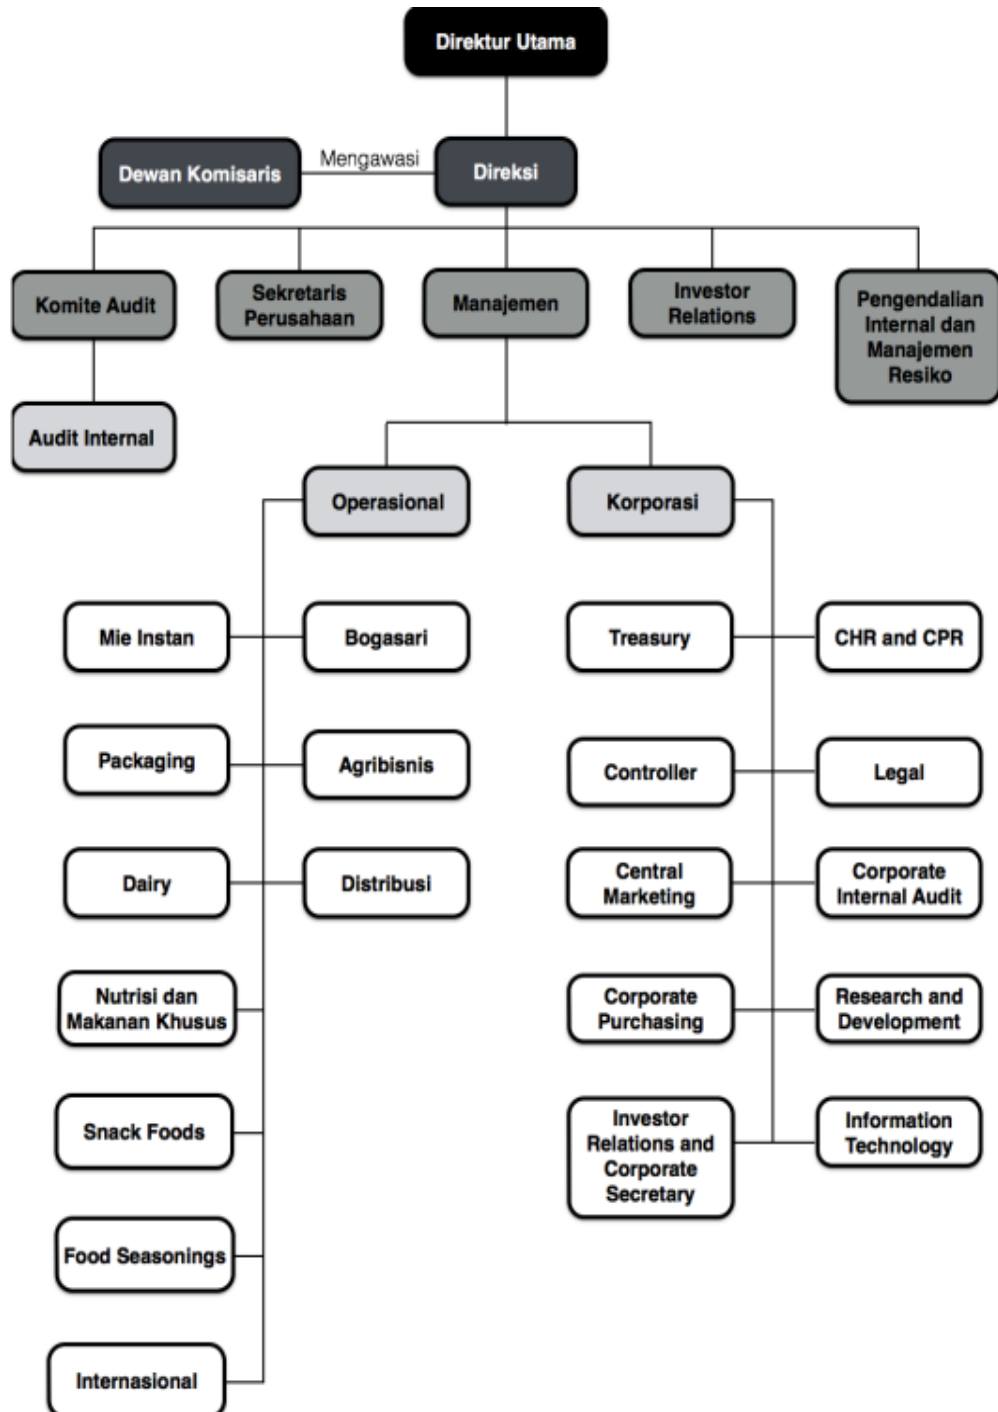 Direktur Utama
Dewan Komisaris
Mengawasi
Direksi
Komite Audit
Sekretaris
Perusahaan
Manajemen
Investor
Relations
Pengendalian
Internal dan
Manajemen
Resiko
Audit Internal
Operasional
Korporasi
Mie Instan
Bogasari
Treasury
CHR and CPR
Packaging
Agribisnis
Controller
Legal
Dairy
Distribusi
Central
Marketing
Corporate
Internal Audit
Nutrisi dan
Makanan Khusus
Corporate
Purchasing
Research and
Development
Snack Foods
Investor
Relations and
Corporate
Secretary
Information
Technology
Food Seasonings
Internasional